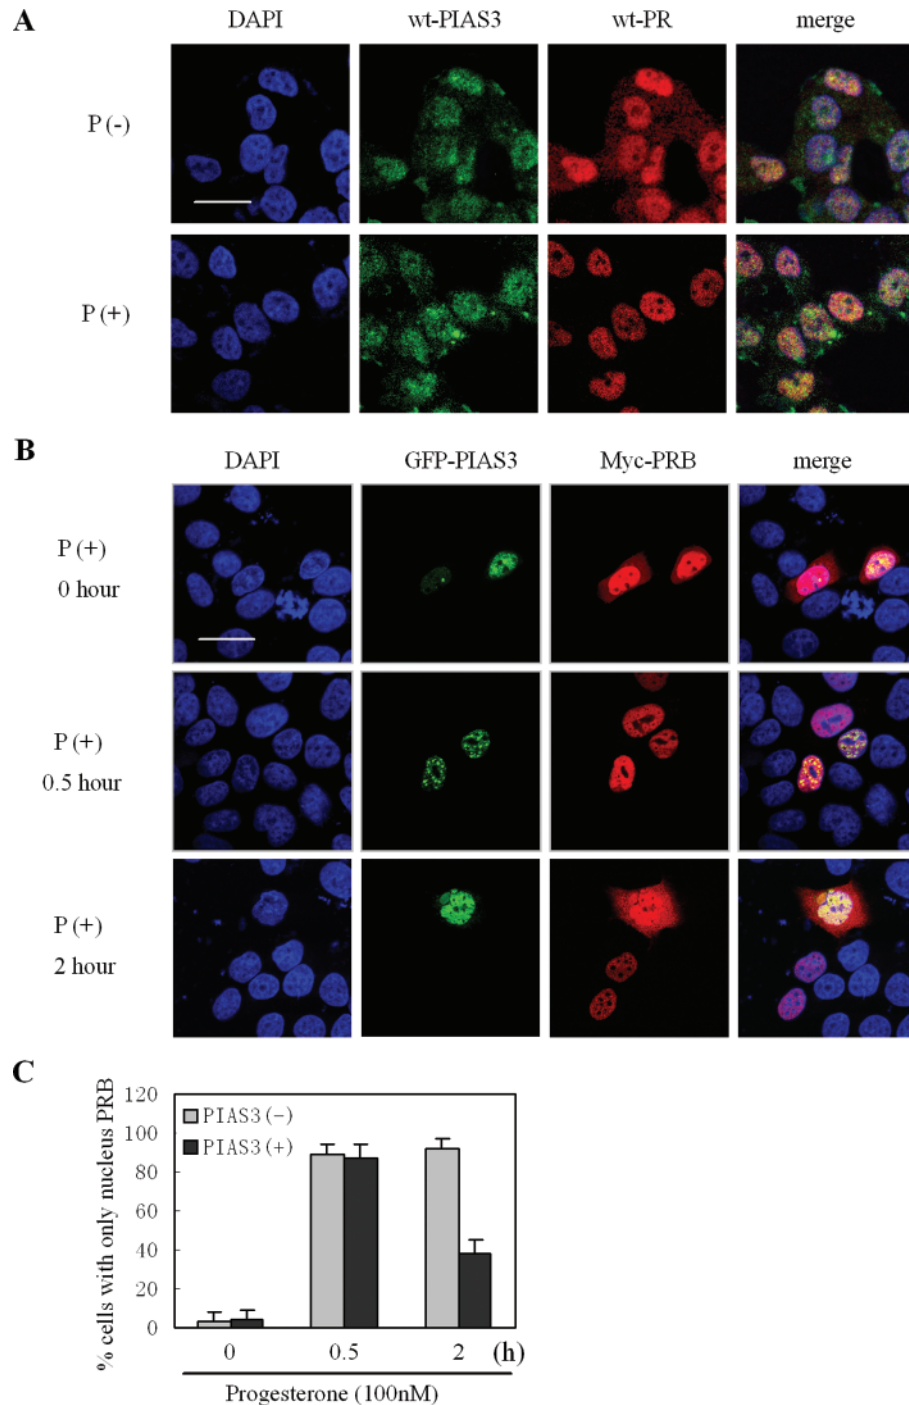 A
DAPI wt-PIAS3 wt-PR merge
P (-)
P (+)
B
DAPI GFP-PIAS3 Myc-PRB merge
P (+)
0 hour
P (+)
0.5 hour
P (+)
2 hour
C
% cells with only nucleus PRB
120
100
80
60
40
20
0
PIAS3(-)
PIAS3(+)
0 0.5 2 (h)
Progesterone (100nM)